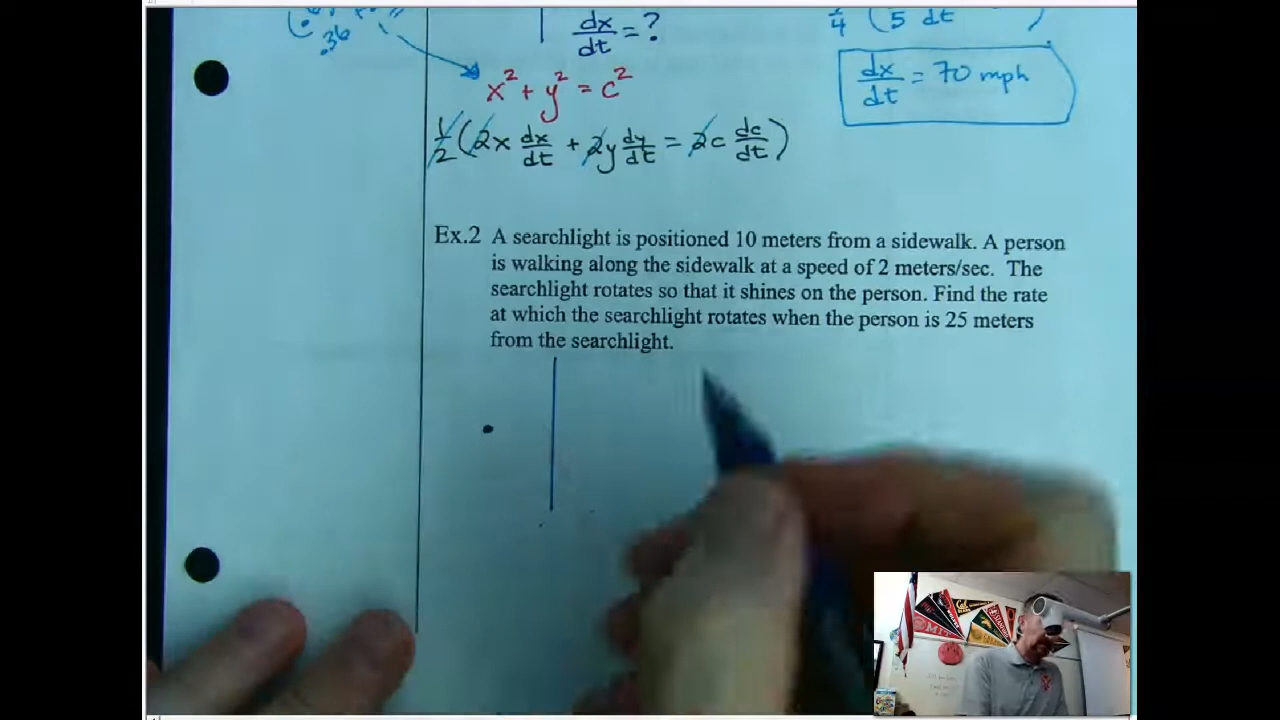 dx/dt = ?
.36
x² + y² = c²
1/2 (2x dx/dt + 2y dy/dt = 2c dc/dt)
5 dt
dx/dt = 70 mph
Ex.2 A searchlight is positioned 10 meters from a sidewalk. A person
is walking along the sidewalk at a speed of 2 meters/sec. The
searchlight rotates so that it shines on the person. Find the rate
at which the searchlight rotates when the person is 25 meters
from the searchlight.
MIT